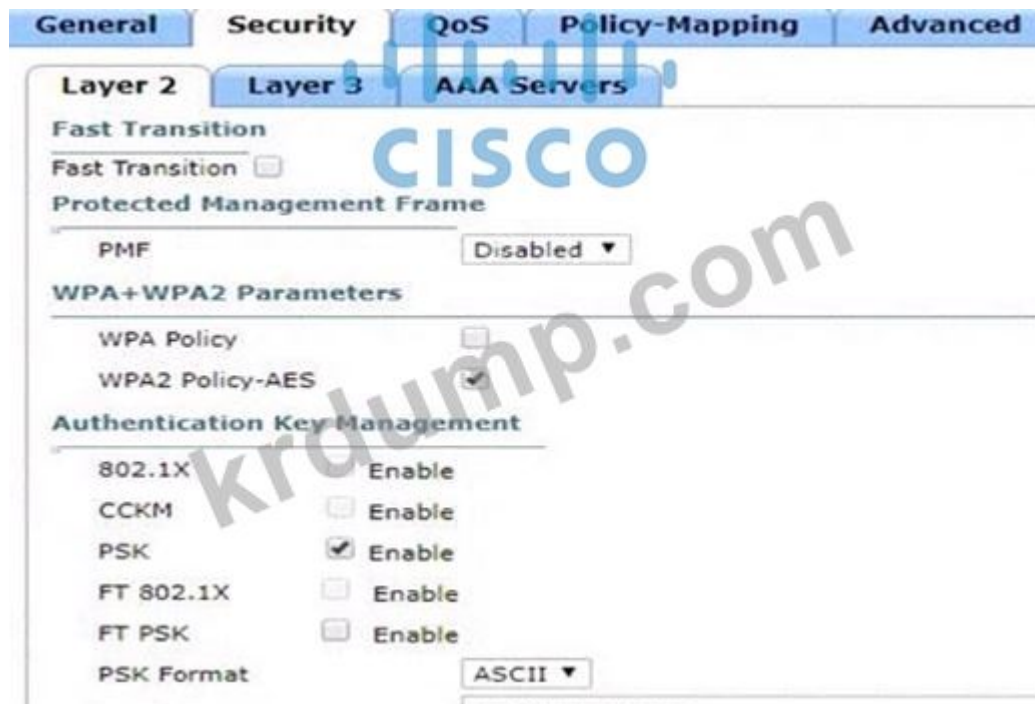 General Security QoS Policy-Mapping Advanced
Layer 2 Layer 3 AAA Servers
CISCO
Fast Transition
Fast Transition
Protected Management Frame
PMF Disabled
WPA+WPA2 Parameters
WPA Policy
WPA2 Policy-AES
Authentication Key Management
802.1X Enable
CCKM Enable
PSK Enable
FT 802.1X Enable
FT PSK Enable
PSK Format ASCII
krdump.com